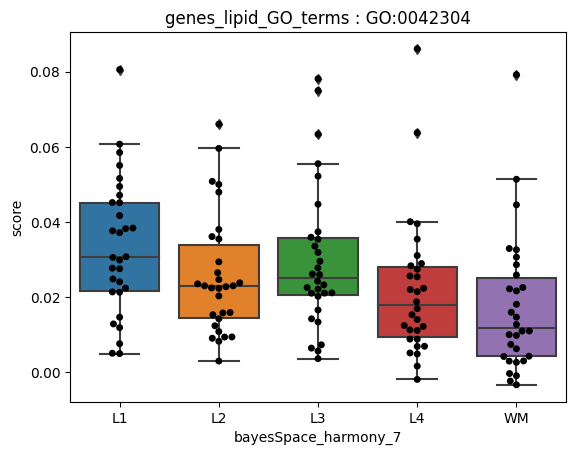 genes_lipid_GO_terms : GO:0042304
0.08
0.06
0.04
0.02
0.00
score
L1 L2 L3 L4 WM
bayesSpace_harmony_7